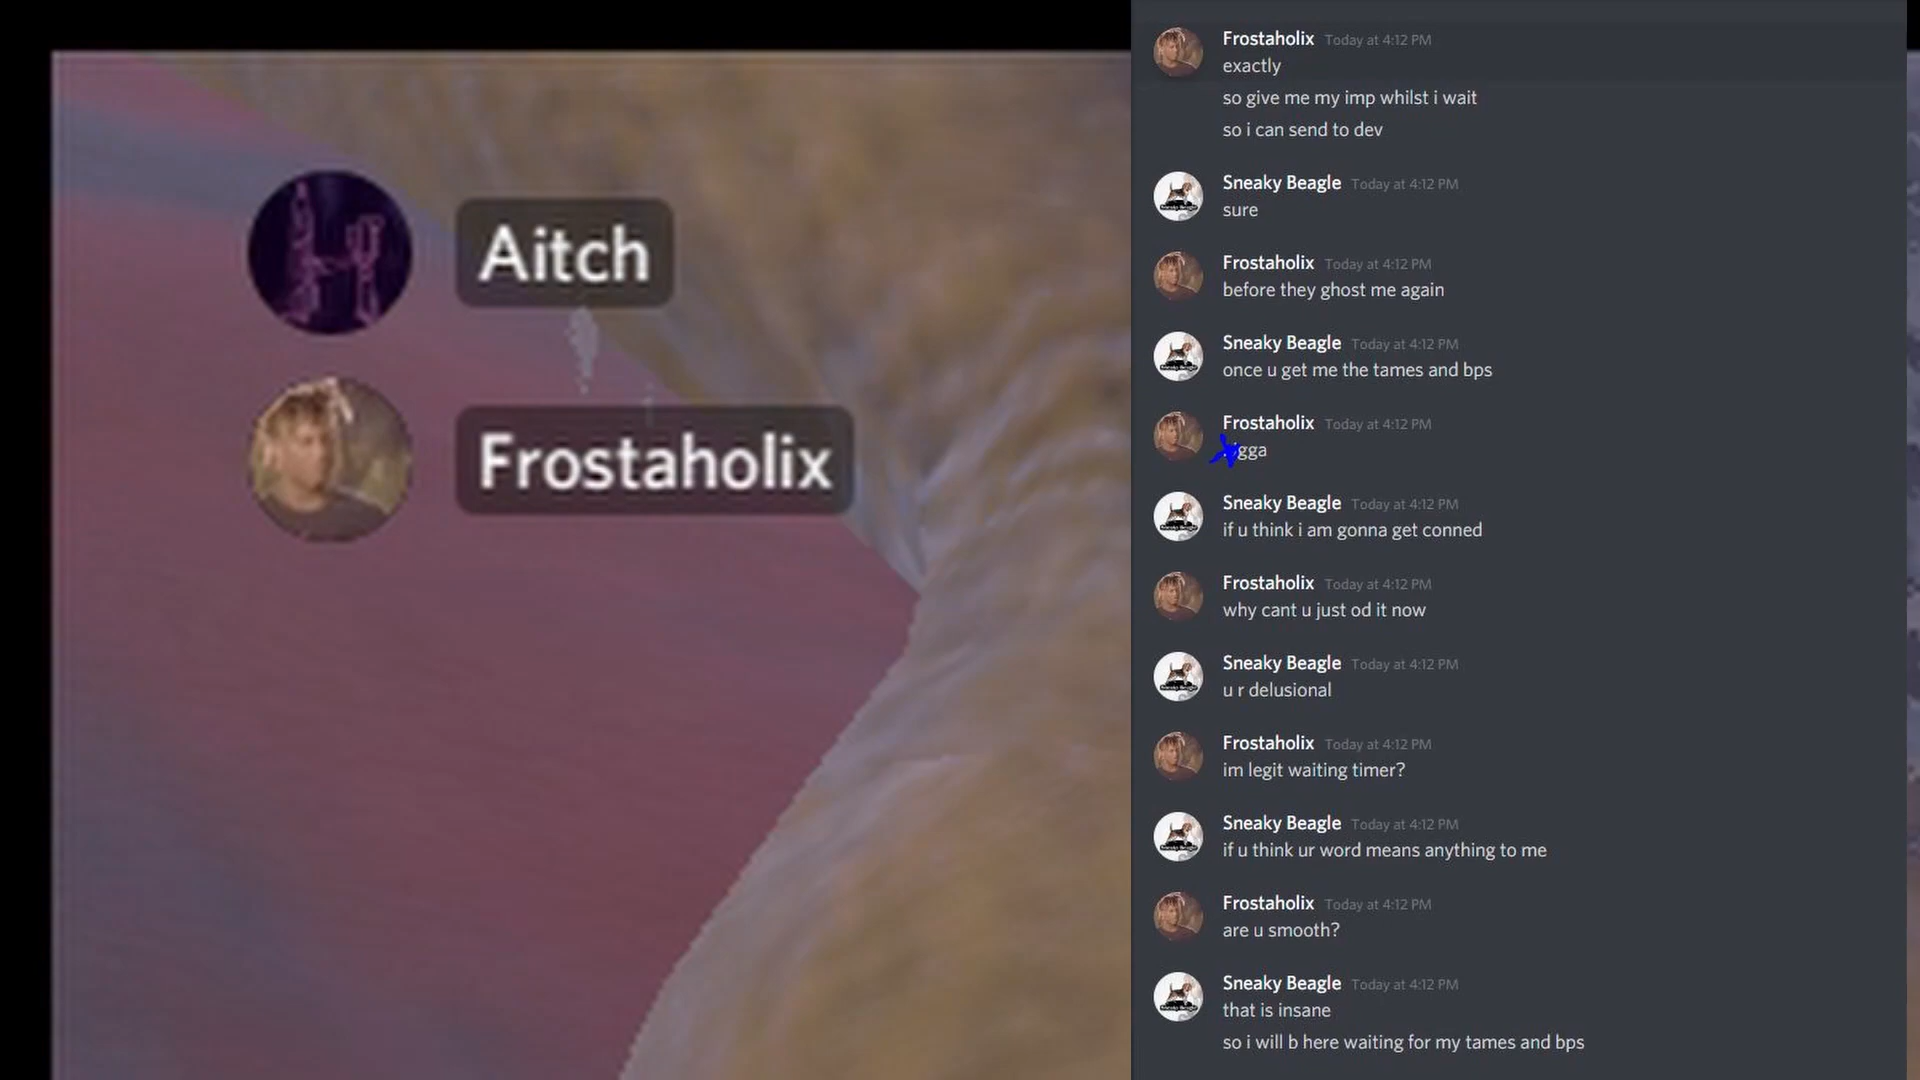 Aitch
Frostaholix
Frostaholix Today at 4:12 PM
exactly
so give me my imp whilst i wait
so i can send to dev
Sneaky Beagle Today at 4:12 PM
sure
Frostaholix Today at 4:12 PM
before they ghost me again
Sneaky Beagle Today at 4:12 PM
once u get me the tames and bps
Frostaholix Today at 4:12 PM
Sneaky Beagle Today at 4:12 PM
if u think i am gonna get conned
Frostaholix Today at 4:12 PM
why cant u just od it now
Sneaky Beagle Today at 4:12 PM
u r delusional
Frostaholix Today at 4:12 PM
im legit waiting timer?
Sneaky Beagle Today at 4:12 PM
if u think ur word means anything to me
Frostaholix Today at 4:12 PM
are u smooth?
Sneaky Beagle Today at 4:12 PM
that is insane
so i will b here waiting for my tames and bps